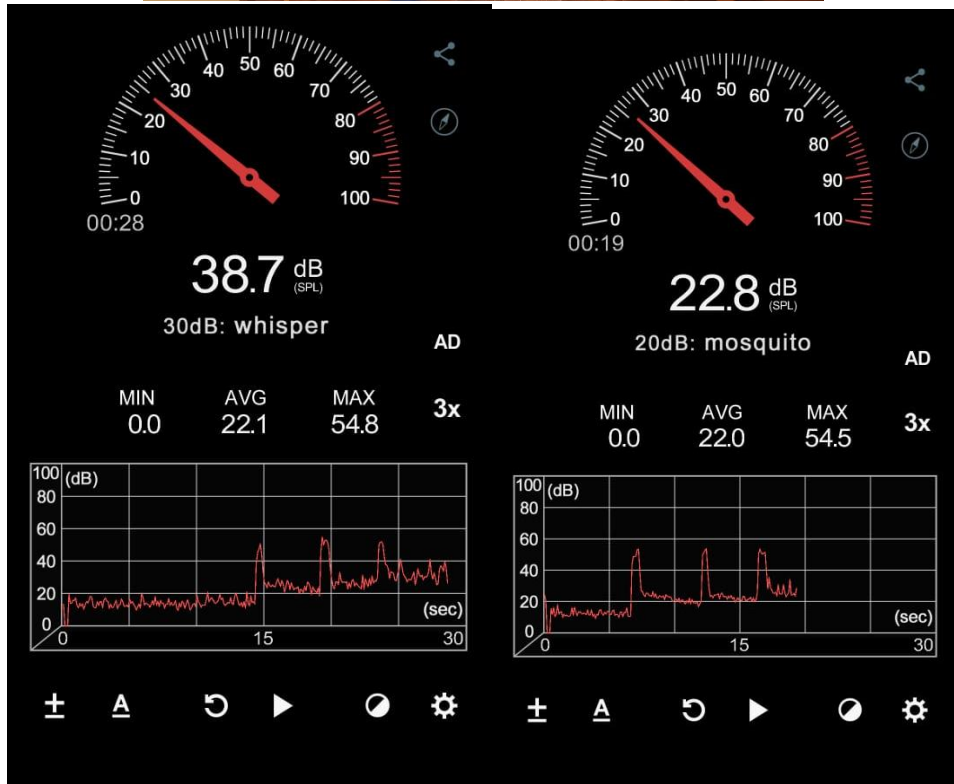 0 10 20 30 40 50 60 70 80 90 100
00:28
38.7 dB
(SPL)
30dB: whisper
AD
MIN AVG MAX
0.0 22.1 54.8
3x
100 (dB)
80
60
40
20
0
(sec)
0 15 30
± A
0 10 20 30 40 50 60 70 80 90 100
00:19
22.8 dB
(SPL)
20dB: mosquito
AD
MIN AVG MAX
0.0 22.0 54.5
3x
100 (dB)
80
60
40
20
0
(sec)
0 15 30
± A